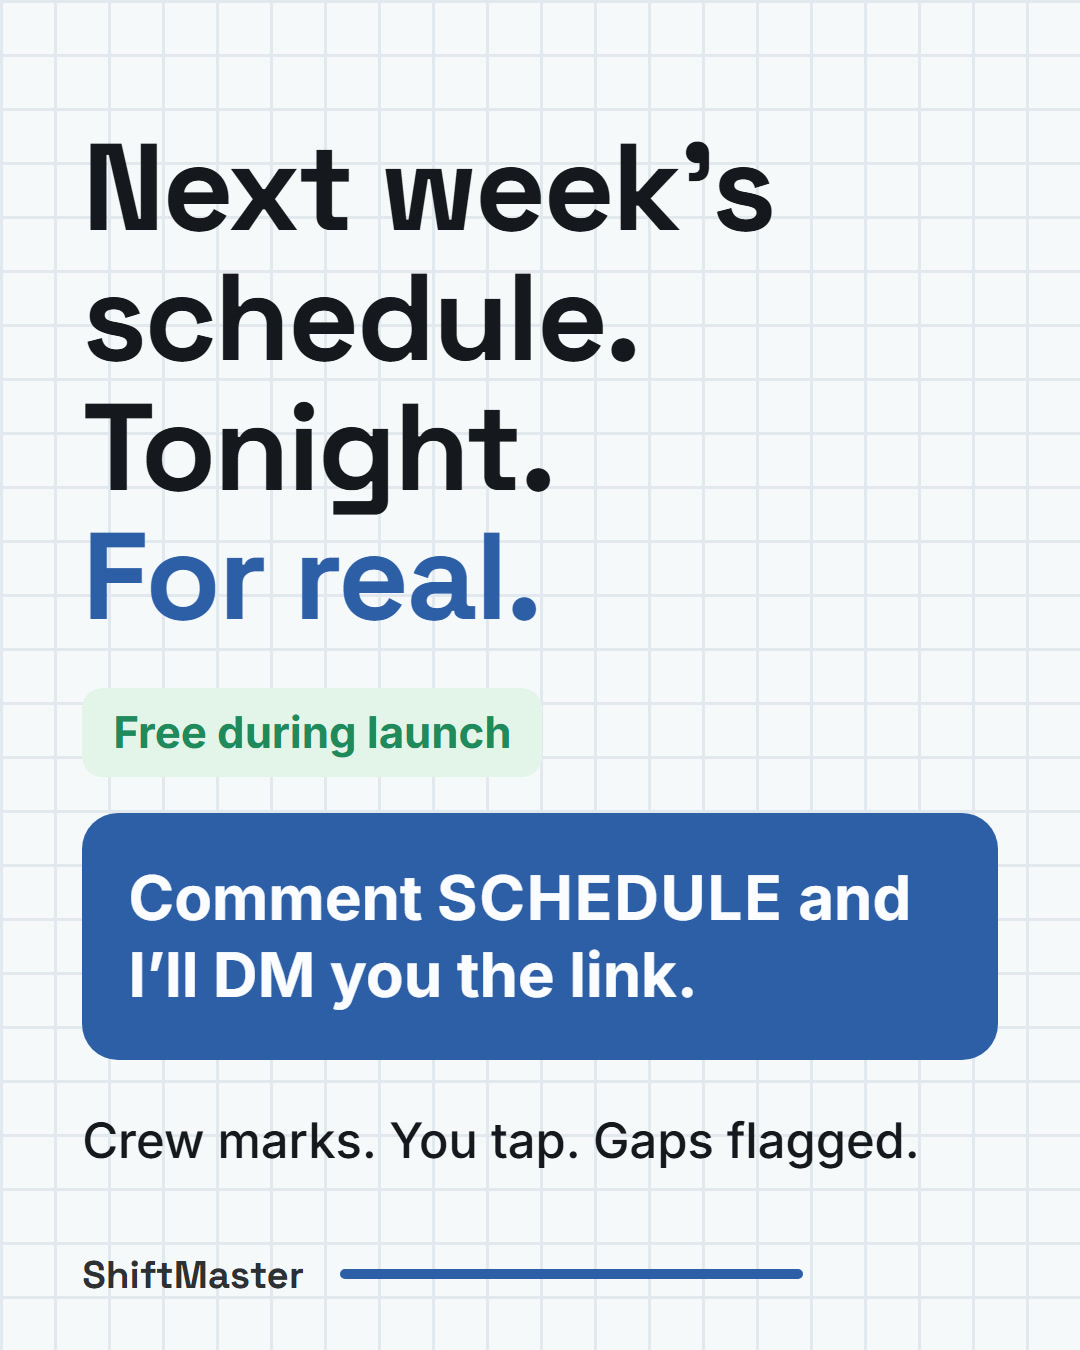 Next week’s
schedule.
Tonight.
For real.
Free during launch
Comment SCHEDULE and
I’ll DM you the link.
Crew marks. You tap. Gaps flagged.
ShiftMaster